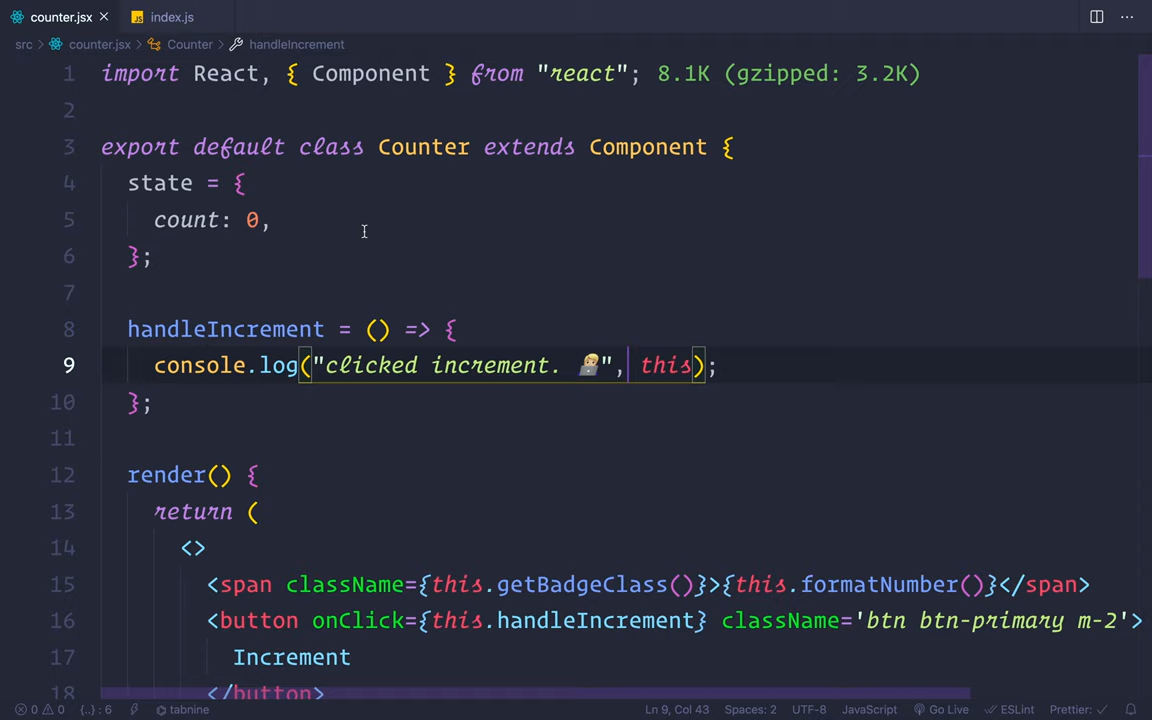 counter.jsx index.js
src > counter.jsx > Counter > handleIncrement
1 import React, { Component } from "react"; 8.1K (gzipped: 3.2K)
2
3 export default class Counter extends Component {
4 state = {
5 count: 0,
6 };
7
8 handleIncrement = () => {
9 console.log("clicked increment. 👨🏼‍💻", this);
10 };
11
12 render() {
13 return (
14 <>
15 <span className={this.getBadgeClass()}>{this.formatNumber()}</span>
16 <button onClick={this.handleIncrement} className='btn btn-primary m-2'>
17 Increment
18 </button>
0 0 {..} : 6 tabnine Ln 9, Col 43 Spaces: 2 UTF-8 LF JavaScript Go Live ESLint Prettier: ✓